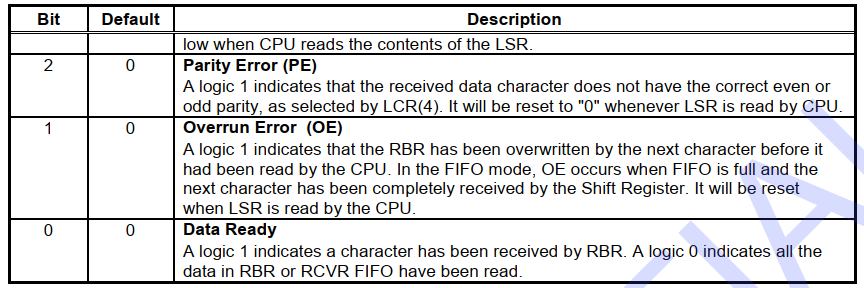 Bit Default Description
low when CPU reads the contents of the LSR.
2 0 Parity Error (PE)
A logic 1 indicates that the received data character does not have the correct even or
odd parity, as selected by LCR(4). It will be reset to "0" whenever LSR is read by CPU.
1 0 Overrun Error (OE)
A logic 1 indicates that the RBR has been overwritten by the next character before it
had been read by the CPU. In the FIFO mode, OE occurs when FIFO is full and the
next character has been completely received by the Shift Register. It will be reset
when LSR is read by the CPU.
0 0 Data Ready
A logic 1 indicates a character has been received by RBR. A logic 0 indicates all the
data in RBR or RCVR FIFO have been read.